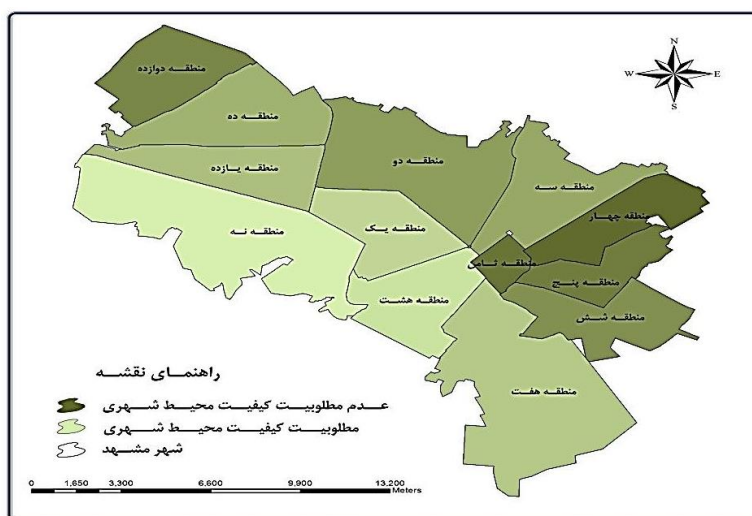 N
W E
S
منطقه دوازده
منطقه ده
منطقه یازده
منطقه دو
منطقه سه
منطقه چهار
منطقه نه
منطقه یک
منطقه ثامن
منطقه پنج
منطقه هشت
منطقه شش
منطقه هفت
راهنمای نقشه
عدم مطلوبیت کیفیت محیط شهری
مطلوبیت کیفیت محیط شهری
شهر مشهد
0 1,650 3,300 6,600 9,900 13,200
Meters